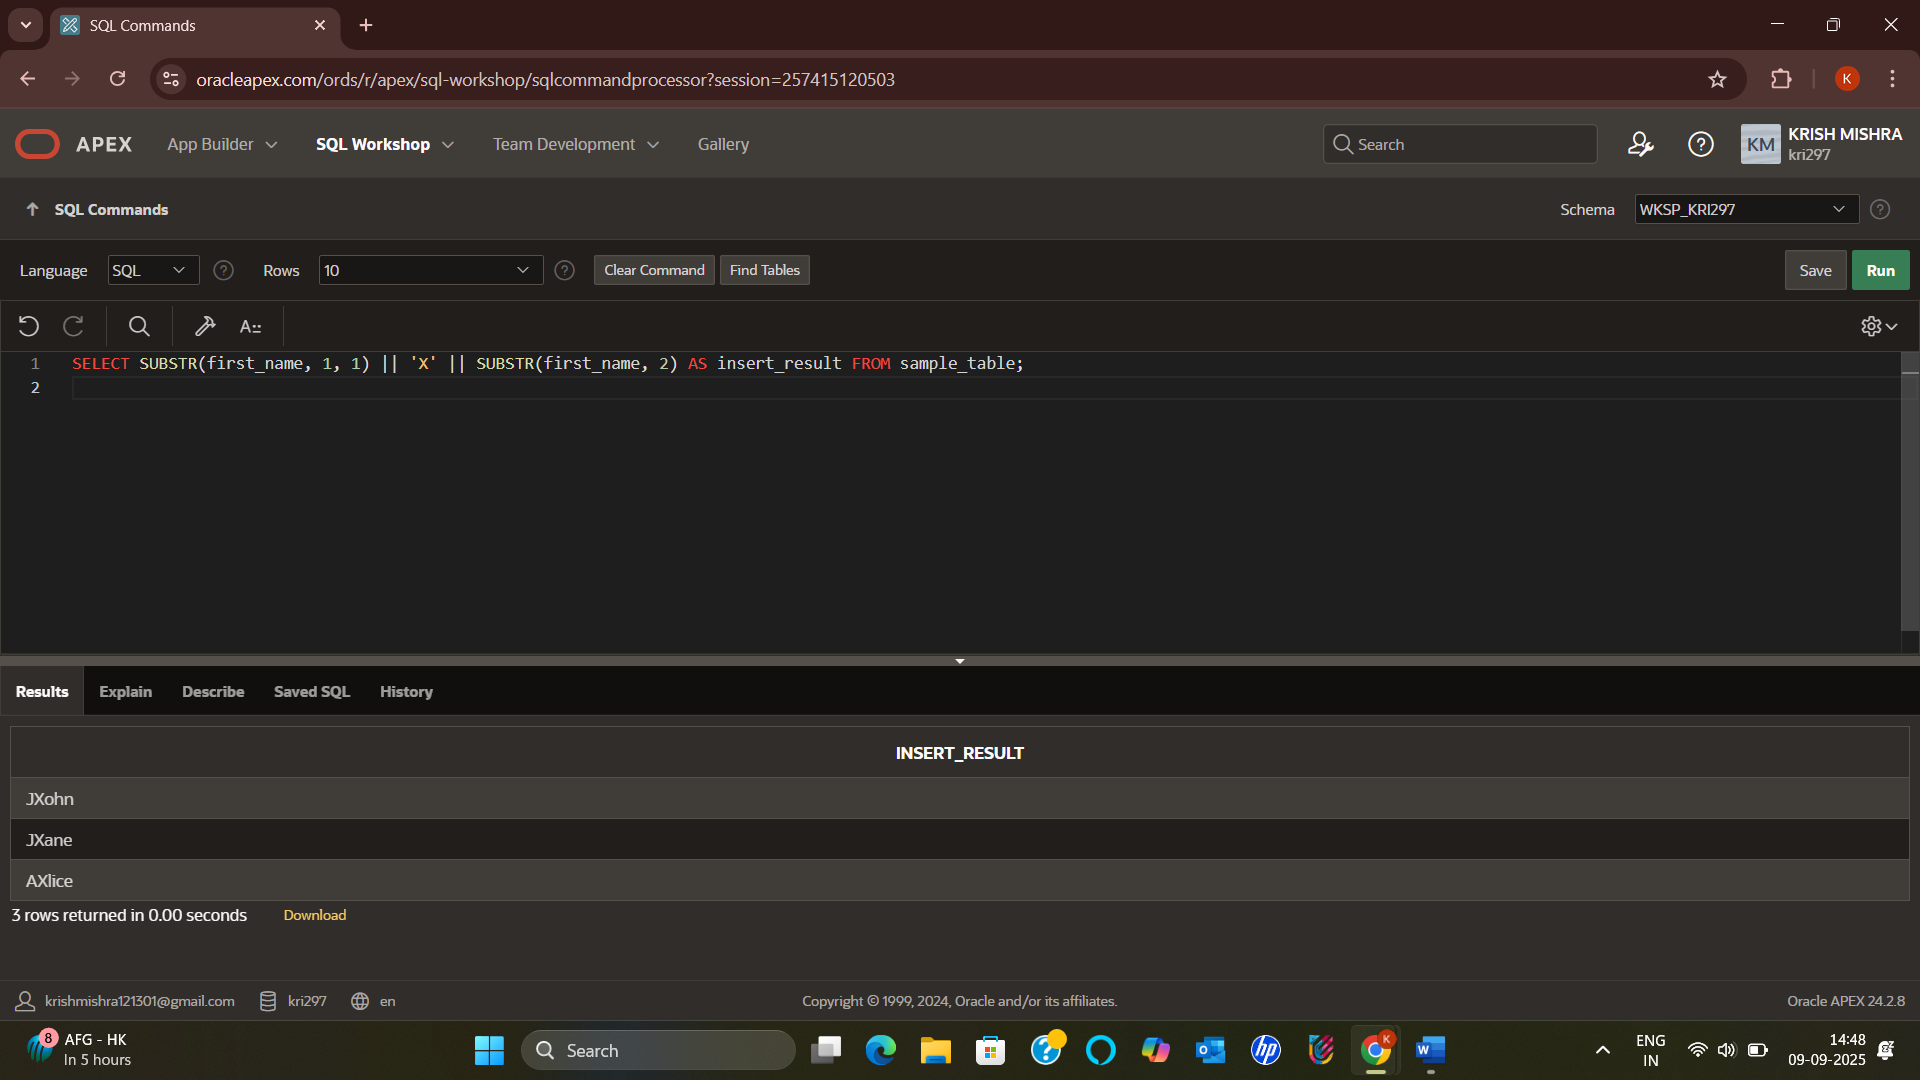 SQL Commands
oracleapex.com/ords/r/apex/sql-workshop/sqlcommandprocessor?session=257415120503
K
APEX App Builder SQL Workshop Team Development Gallery Search KM KRISH MISHRA
kri297
SQL Commands Schema WKSP_KRI297
Language SQL Rows 10 Clear Command Find Tables Save Run
A
1 SELECT SUBSTR(first_name, 1, 1) || 'X' || SUBSTR(first_name, 2) AS insert_result FROM sample_table;
2
Results Explain Describe Saved SQL History
INSERT_RESULT
JXohn
JXane
AXlice
3 rows returned in 0.00 seconds Download
krishmishra121301@gmail.com kri297 en Copyright © 1999, 2024, Oracle and/or its affiliates. Oracle APEX 24.2.8
8 AFG - HK
In 5 hours
Search
hp
K
W
ENG
IN
14:48
09-09-2025